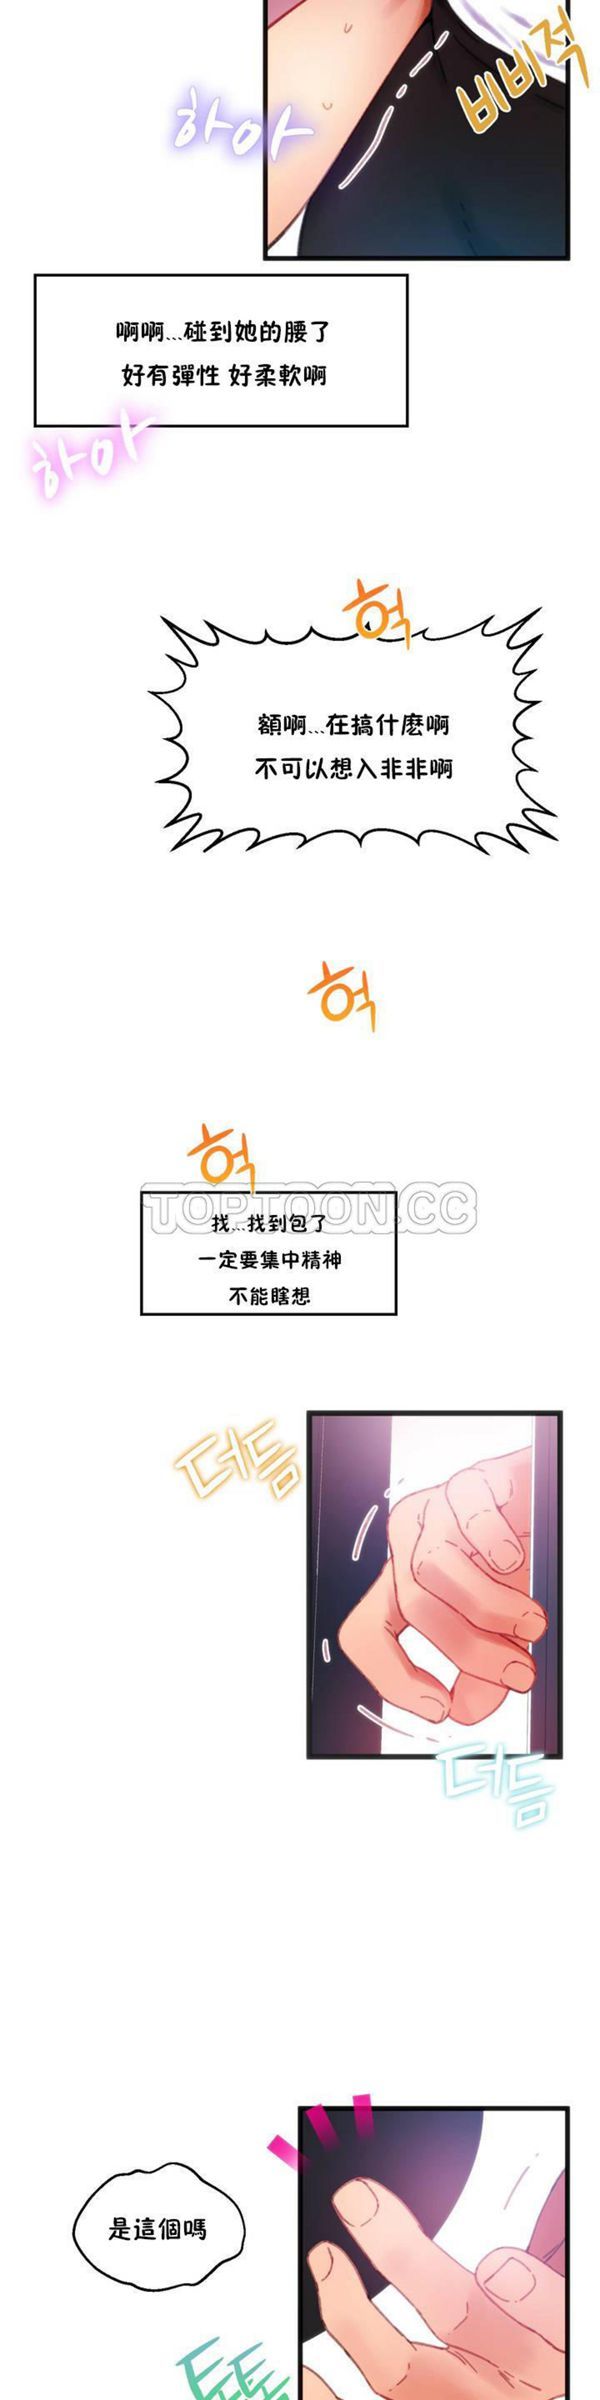 비비적
하아
啊啊...碰到她的腰了
好有彈性 好柔軟啊
하아
헉
額啊...在搞什麽啊
不可以想入非非啊
헉
헉
TOPTOON.CC
找...找到包了
一定要集中精神
不能瞎想
더듬
더듬
是這個嗎
톡
톡